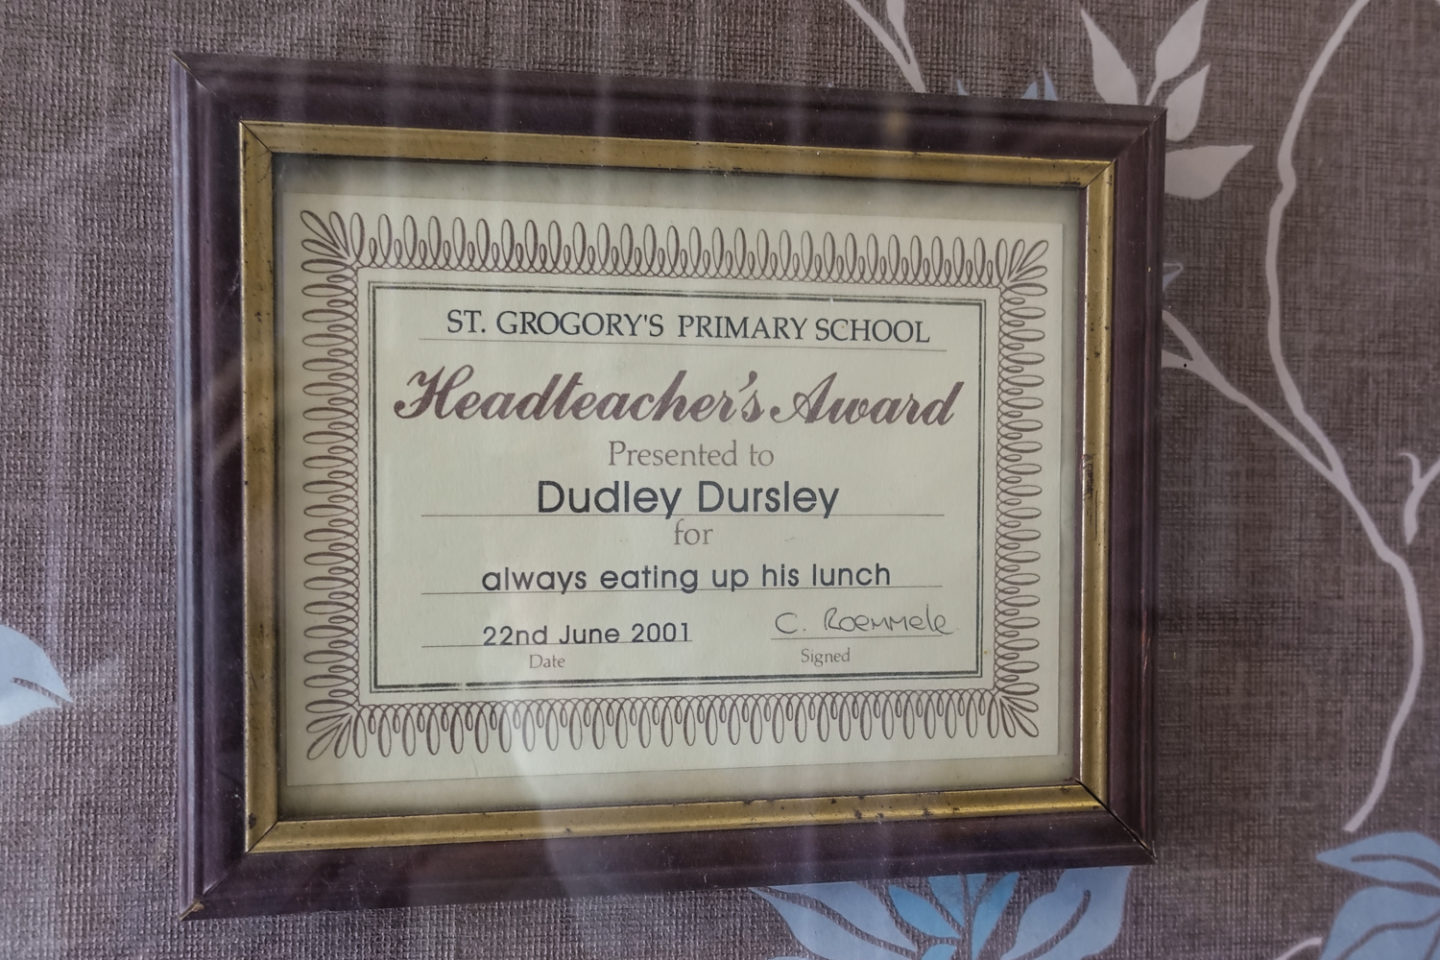 ST. GROGORY'S PRIMARY SCHOOL
Headteacher's Award
Presented to
Dudley Dursley
for
always eating up his lunch
22nd June 2001 C. Roemmele
Date Signed